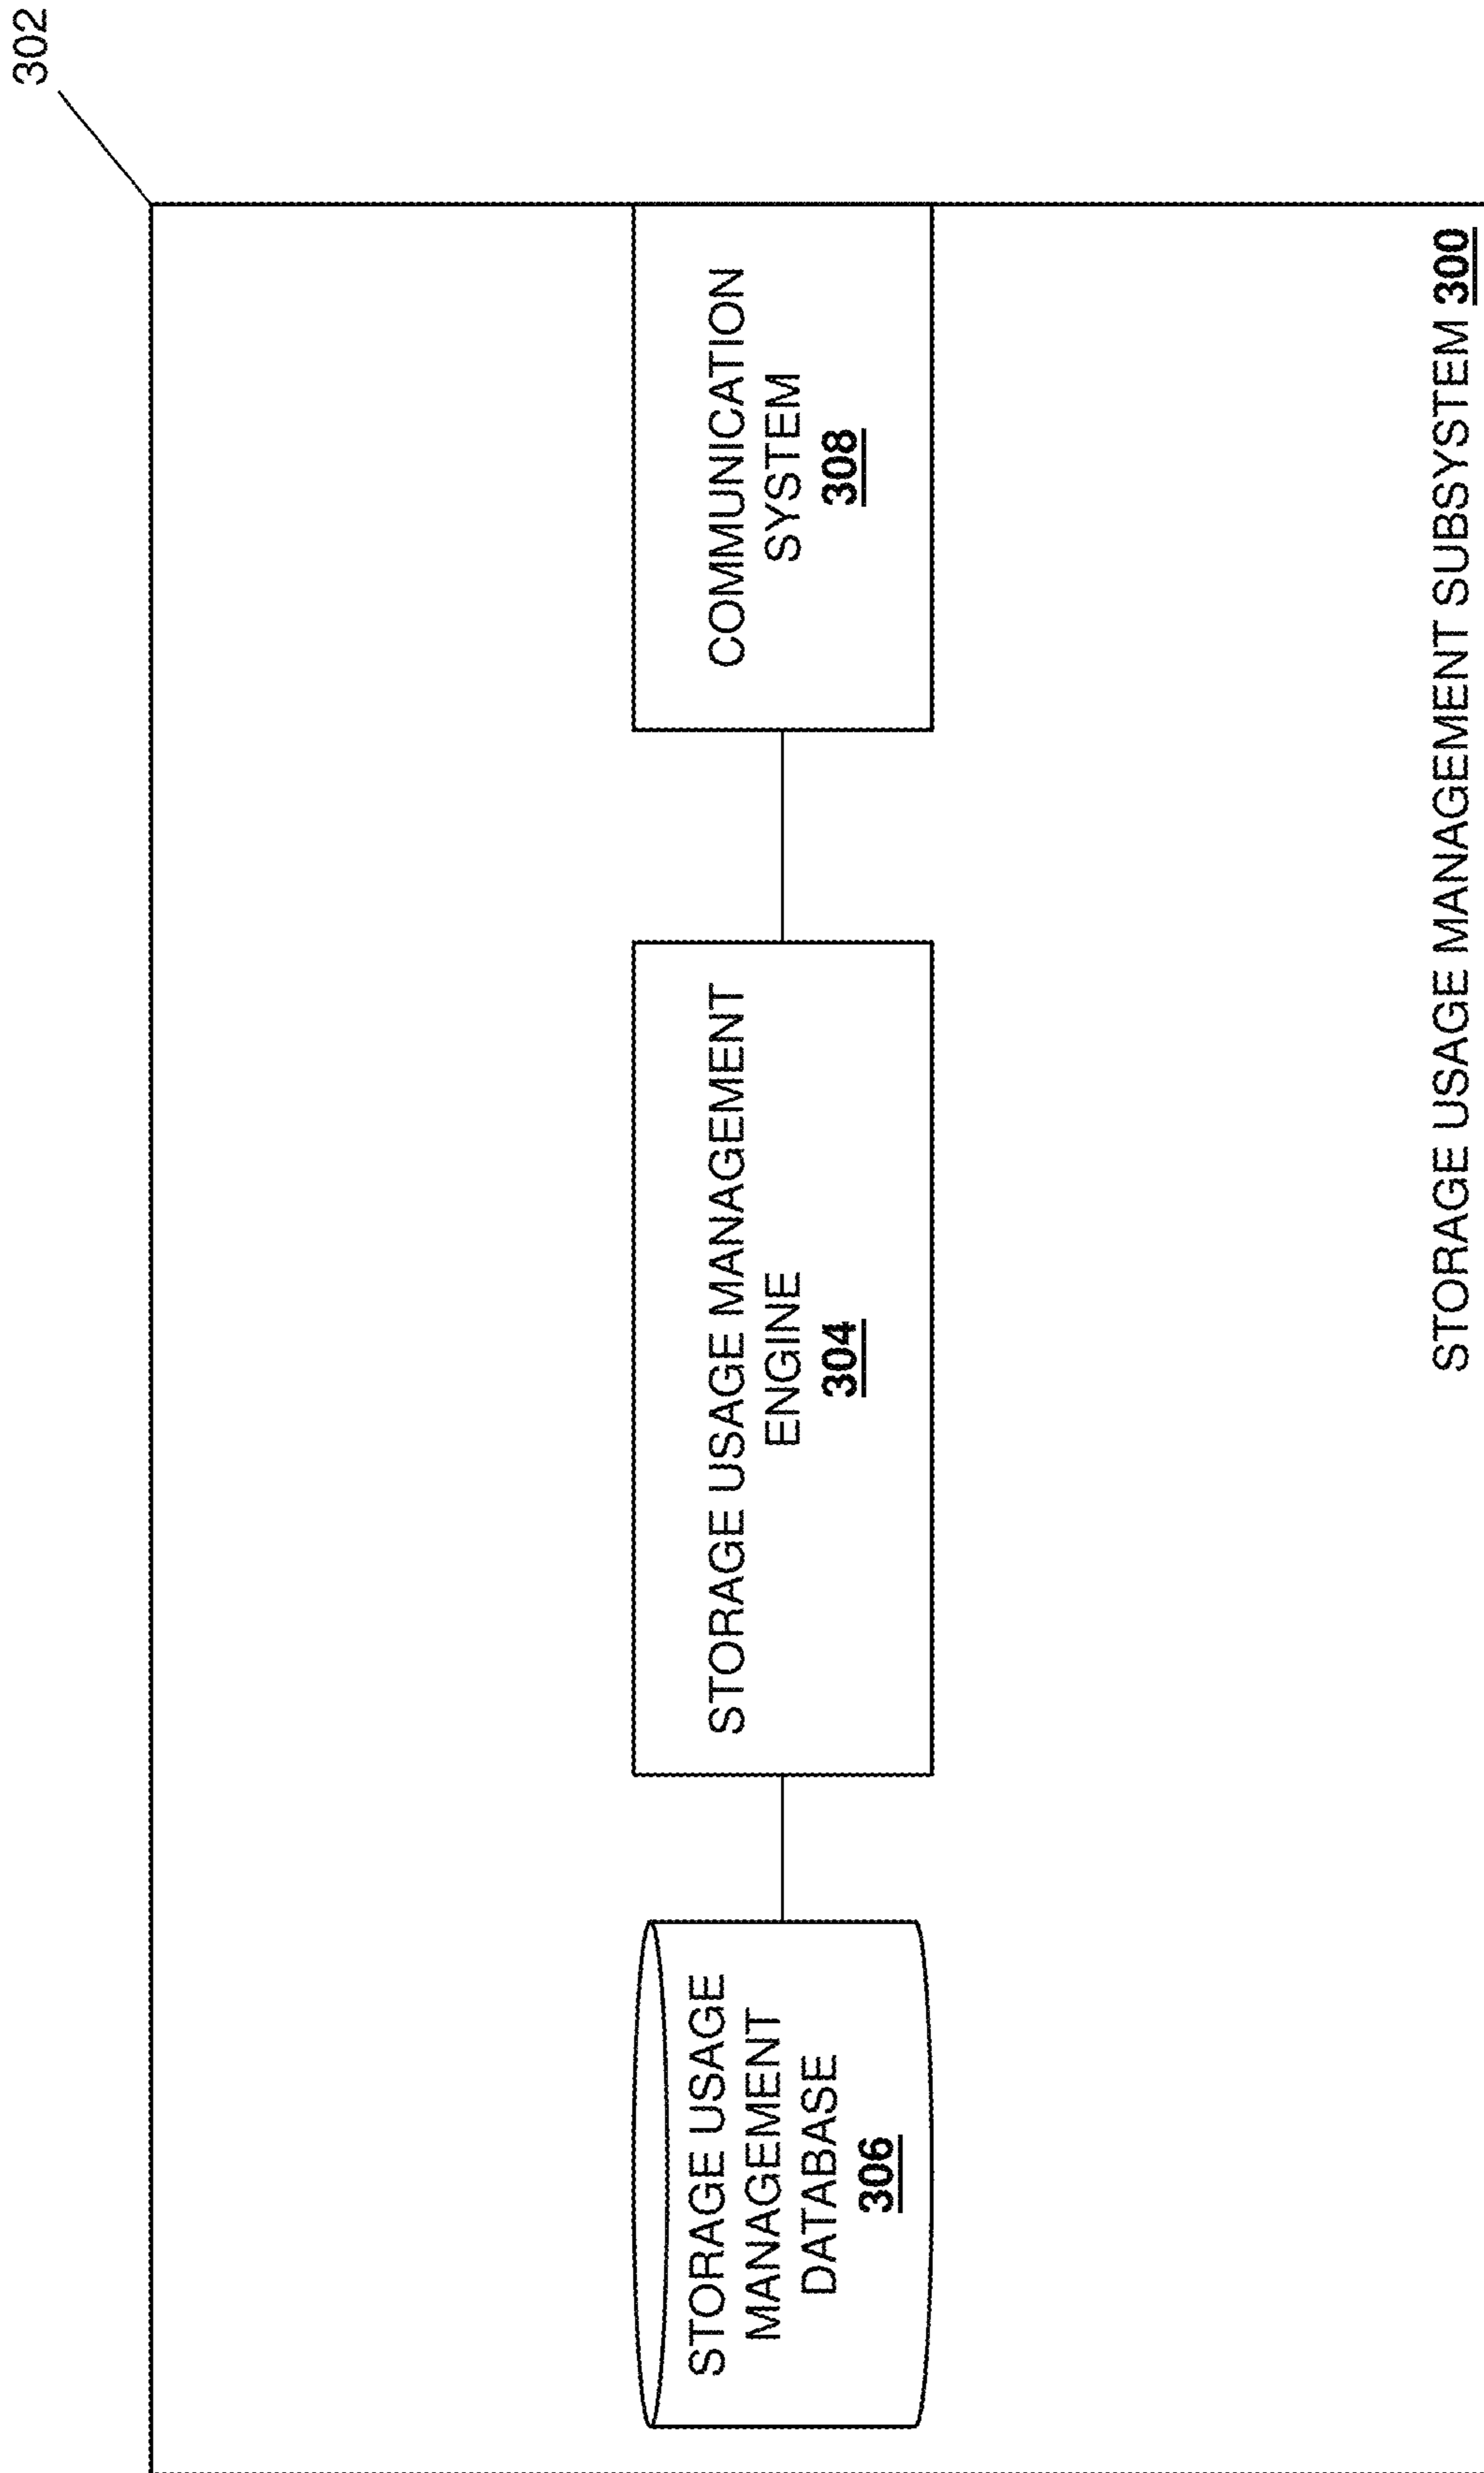 302
STORAGE USAGE
MANAGEMENT
DATABASE
306
STORAGE USAGE MANAGEMENT
ENGINE
304
COMMUNICATION
SYSTEM
308
STORAGE USAGE MANAGEMENT SUBSYSTEM 300